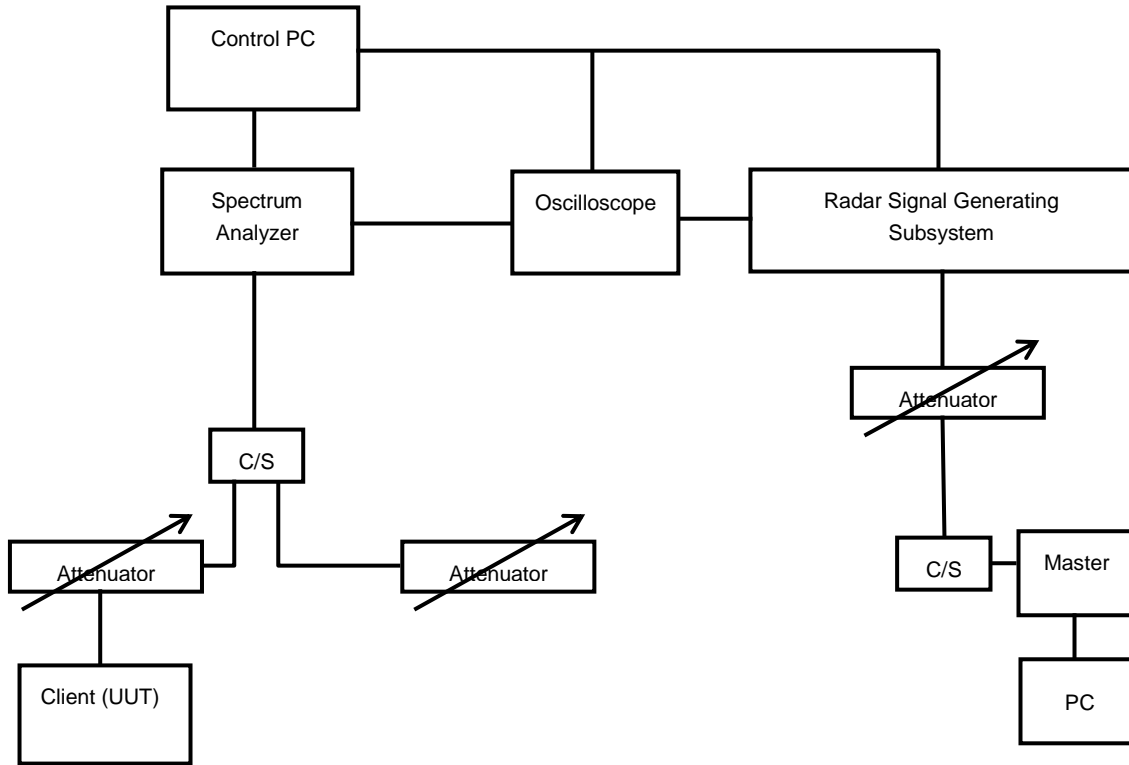 Control PC
Spectrum
Analyzer
Oscilloscope
Radar Signal Generating
Subsystem
Attenuator
C/S
Attenuator
Attenuator
C/S
Master
Client (UUT)
PC